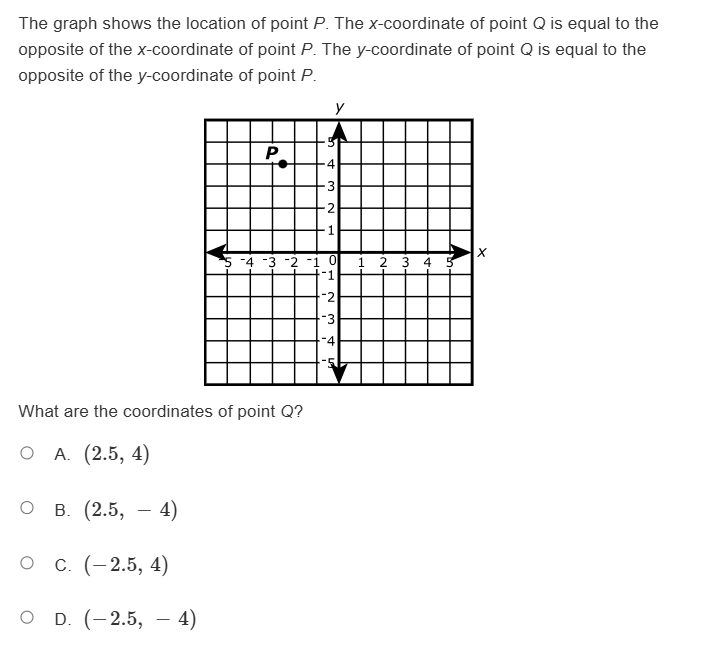 The graph shows the location of point P. The x-coordinate of point Q is equal to the
opposite of the x-coordinate of point P. The y-coordinate of point Q is equal to the
opposite of the y-coordinate of point P.
y
5
P
4
3
2
1
x
-5 -4 -3 -2 -1 0 1 2 3 4 5
-1
-2
-3
-4
-5
What are the coordinates of point Q?
A. (2.5, 4)
B. (2.5, − 4)
C. (−2.5, 4)
D. (−2.5, − 4)